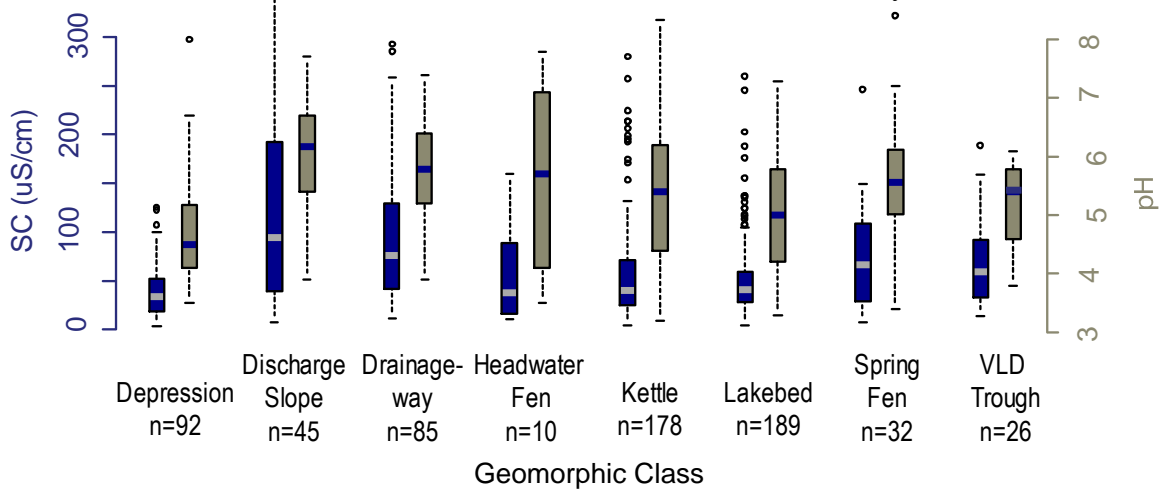 SC (uS/cm)
300
200
100
0
8
7
6
5
4
3
pH
Depression
n=92
Discharge
Slope
n=45
Drainage-
way
n=85
Headwater
Fen
n=10
Kettle
n=178
Lakebed
n=189
Spring
Fen
n=32
VLD
Trough
n=26
Geomorphic Class